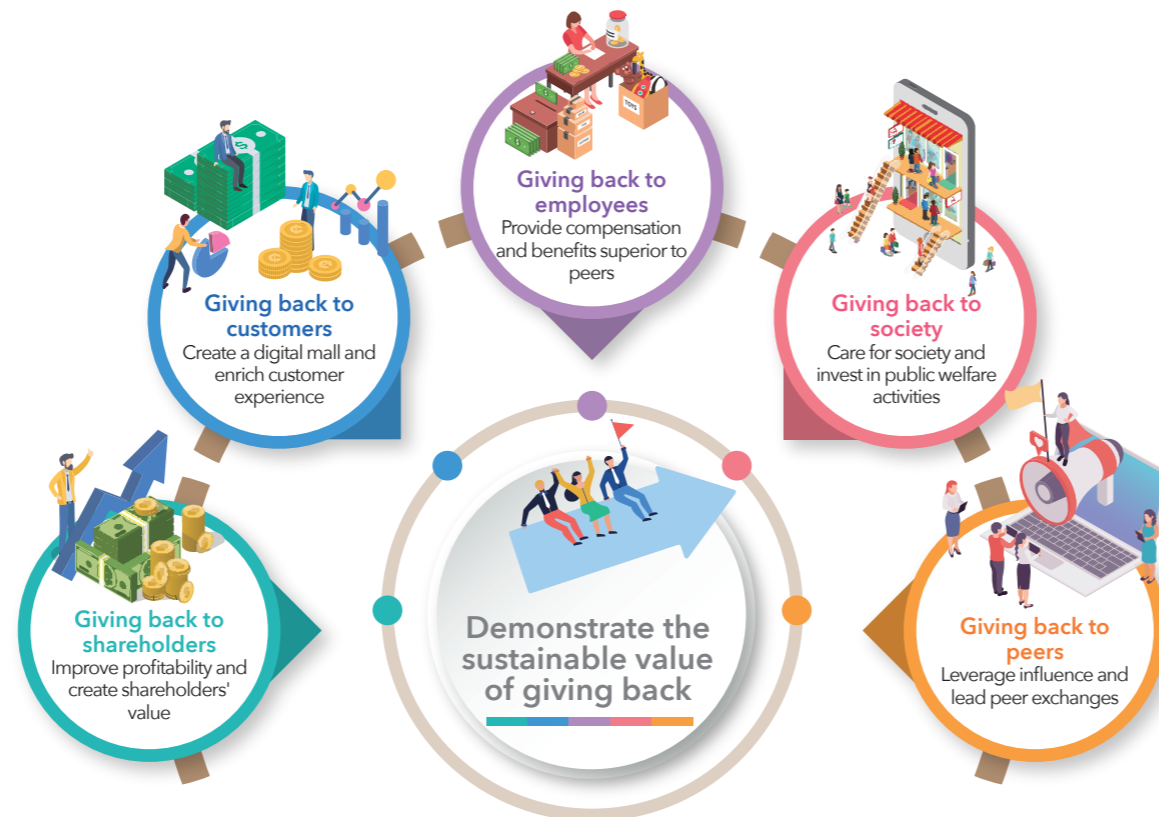 TOYS
Giving back to
employees
Provide compensation
and benefits superior to
peers
Giving back to
customers
Create a digital mall and
enrich customer
experience
Giving back to
society
Care for society and
invest in public welfare
activities
Giving back to
shareholders
Improve profitability and
create shareholders'
value
Demonstrate the
sustainable value
of giving back
Giving back to
peers
Leverage influence and
lead peer exchanges